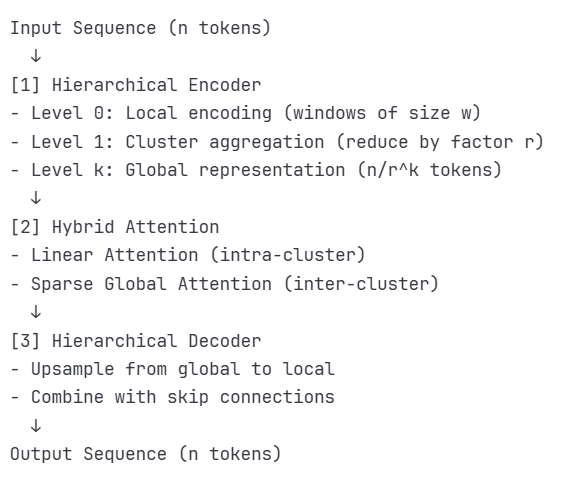 Input Sequence (n tokens)
↓
[1] Hierarchical Encoder
- Level 0: Local encoding (windows of size w)
- Level 1: Cluster aggregation (reduce by factor r)
- Level k: Global representation (n/r^k tokens)
↓
[2] Hybrid Attention
- Linear Attention (intra-cluster)
- Sparse Global Attention (inter-cluster)
↓
[3] Hierarchical Decoder
- Upsample from global to local
- Combine with skip connections
↓
Output Sequence (n tokens)